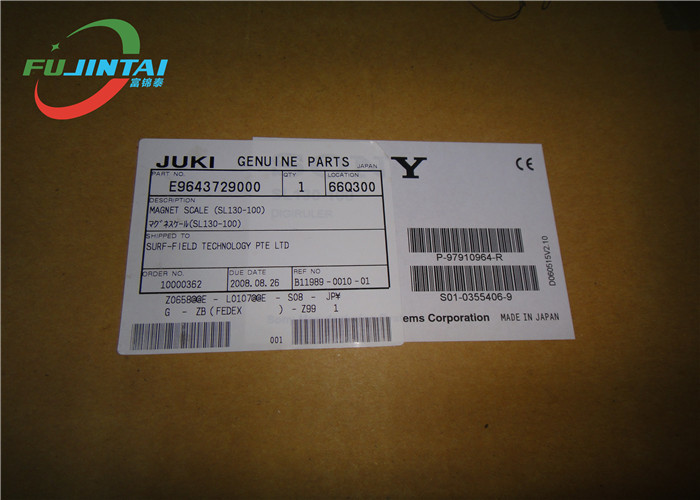 FUJINTAI
富锦泰
JUKI GENUINE PARTS JAPAN
PART NO. QTY LOCATION
E9643729000 1 66Q300
DESCRIPTION
MAGNET SCALE (SL130-100)
マグネスケール(SL130-100)
SHIPPED TO
SURF-FIELD TECHNOLOGY PTE LTD
ORDER NO. DUE DATE REF NO
10000362 2008.08.26 B11989-0010-01
G - ZB (FEDEX ) - Z99 1
001
Y
CE
P-97910964-R
S01-0355406-9
D060515V2.10
ems Corporation MADE IN JAPAN